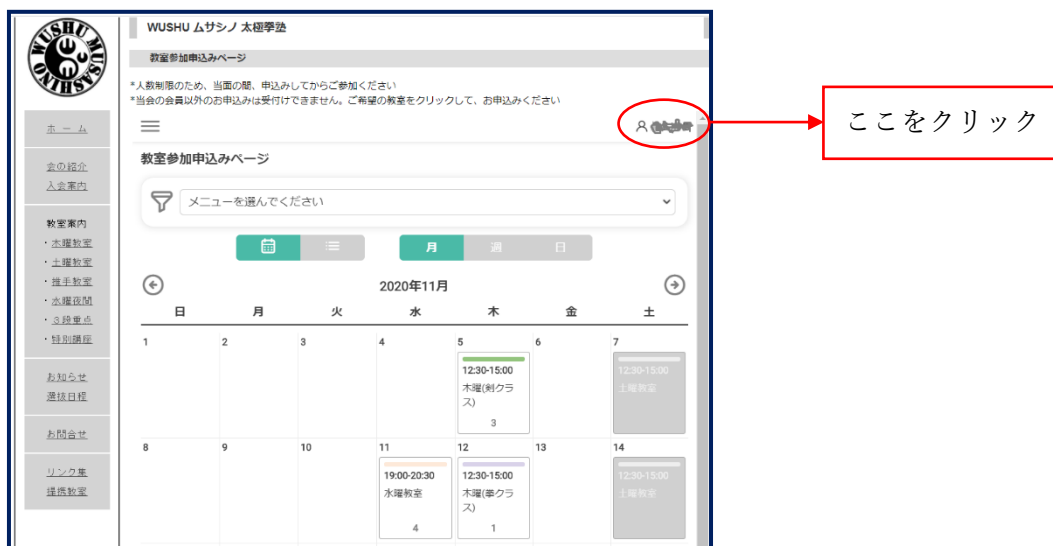 WUSHU MUSASHINO
WUSHU ムサシノ 太極拳塾
教室参加申込みページ
*人数制限のため、当面の間、申込みしてからご参加ください
*当会の会員以外のお申込みは受付けできません。ご希望の教室をクリックして、お申込みください
ここをクリック
ホーム
会の紹介
入会案内
教室案内
・木曜教室
・土曜教室
・推手教室
・水曜夜間
・3段重点
・特別講座
お知らせ
選抜日程
お問合せ
リンク集
提携教室
教室参加申込みページ
メニューを選んでください
月 週 日
2020年11月
日 月 火 水 木 金 土
1 2 3 4 5 6 7
12:30-15:00 12:30-15:00
木曜(剣クラ 土曜教室
ス)
3
8 9 10 11 12 13 14
19:00-20:30 12:30-15:00 12:30-15:00
水曜教室 木曜(拳クラ 土曜教室
ス)
4 1